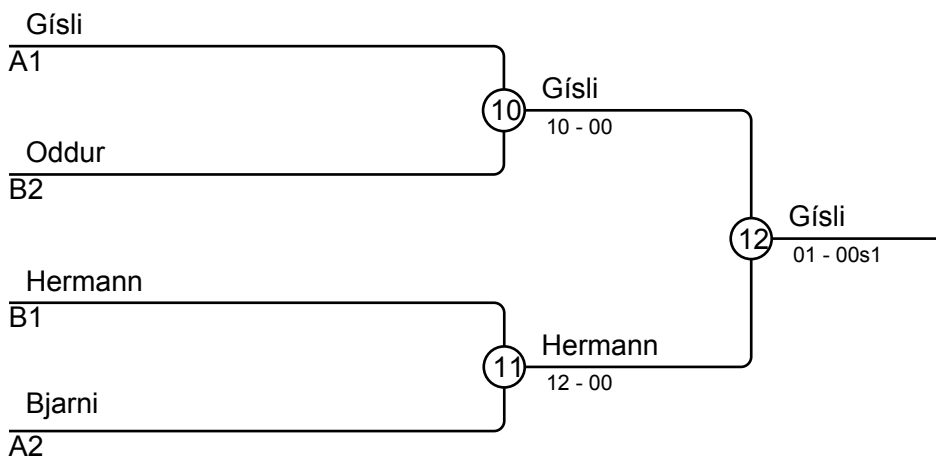 Gísli
A1
10
Gísli
10 - 00
Oddur
B2
12
Gísli
01 - 00s1
Hermann
B1
11
Hermann
12 - 00
Bjarni
A2